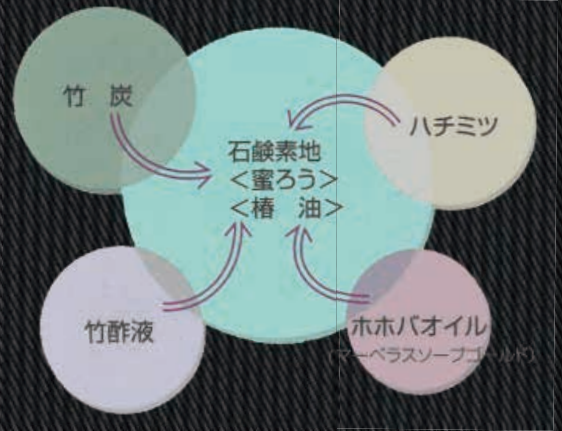 竹 炭
ハチミツ
石鹸素地
<蜜ろう>
<椿 油>
竹酢液
ホホバオイル
(マーベラスソープゴールド)